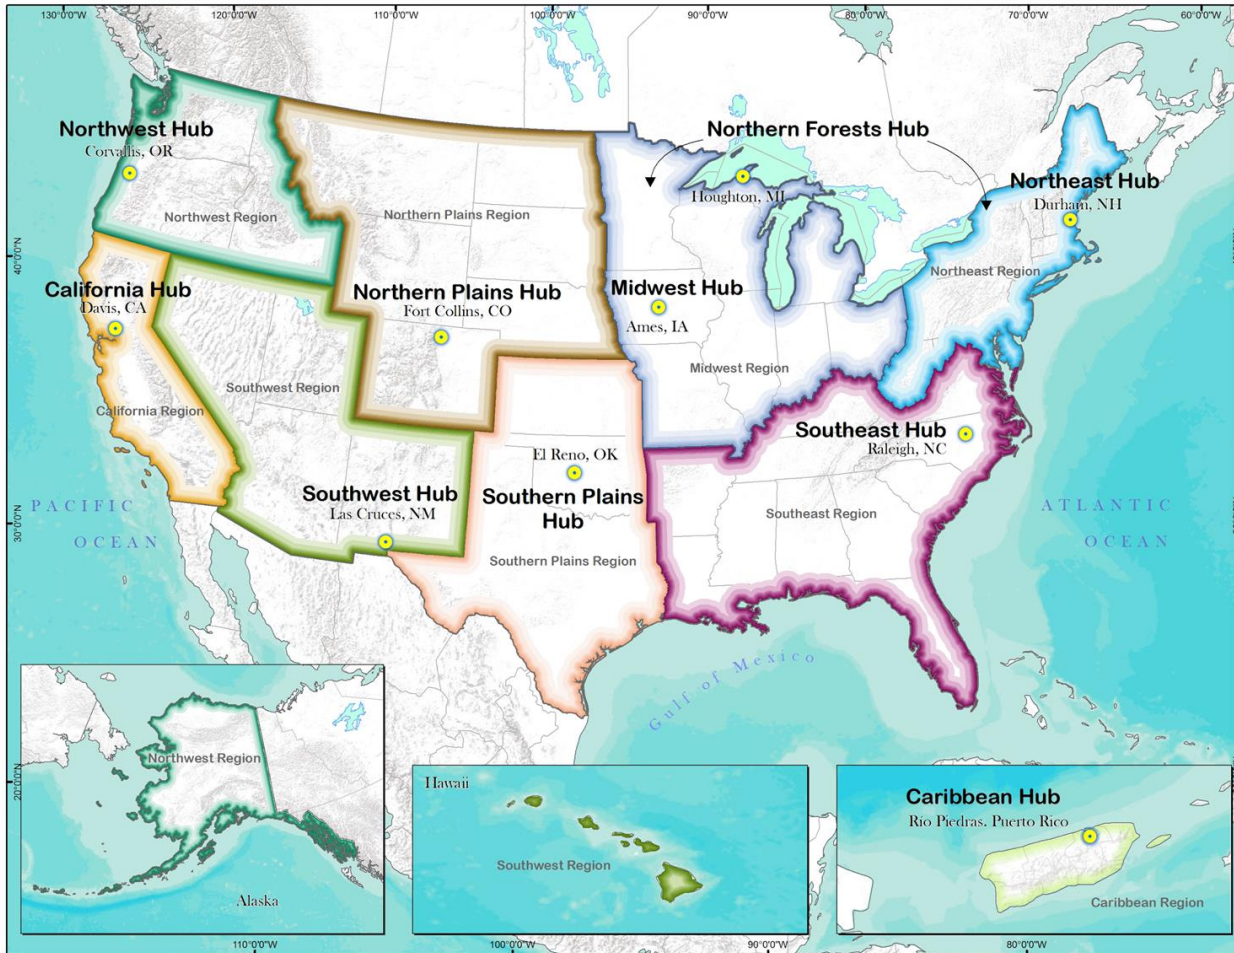 130°0'0"W
120°0'0"W
110°0'0"W
100°0'0"W
90°0'0"W
80°0'0"W
70°0'0"W
60°0'0"W
Northwest Hub
Corvallis, OR
Northern Forests Hub
Northeast Hub
Durham, NH
Houghton, MI
Northwest Region
Northern Plains Region
Northeast Region
40°0'0"N
California Hub
Davis, CA
Northern Plains Hub
Fort Collins, CO
Midwest Hub
Ames, IA
Midwest Region
Southwest Region
California Region
Southeast Hub
Raleigh, NC
El Reno, OK
Southwest Hub
Las Cruces, NM
Southern Plains
Hub
Southeast Region
PACIFIC
OCEAN
ATLANTIC
OCEAN
30°0'0"N
Southern Plains Region
Gulf of Mexico
20°0'0"N
Northwest Region
Alaska
Hawaii
Southwest Region
Caribbean Hub
Rio Piedras. Puerto Rico
Caribbean Region
110°0'0"W
100°0'0"W
90°0'0"W
80°0'0"W